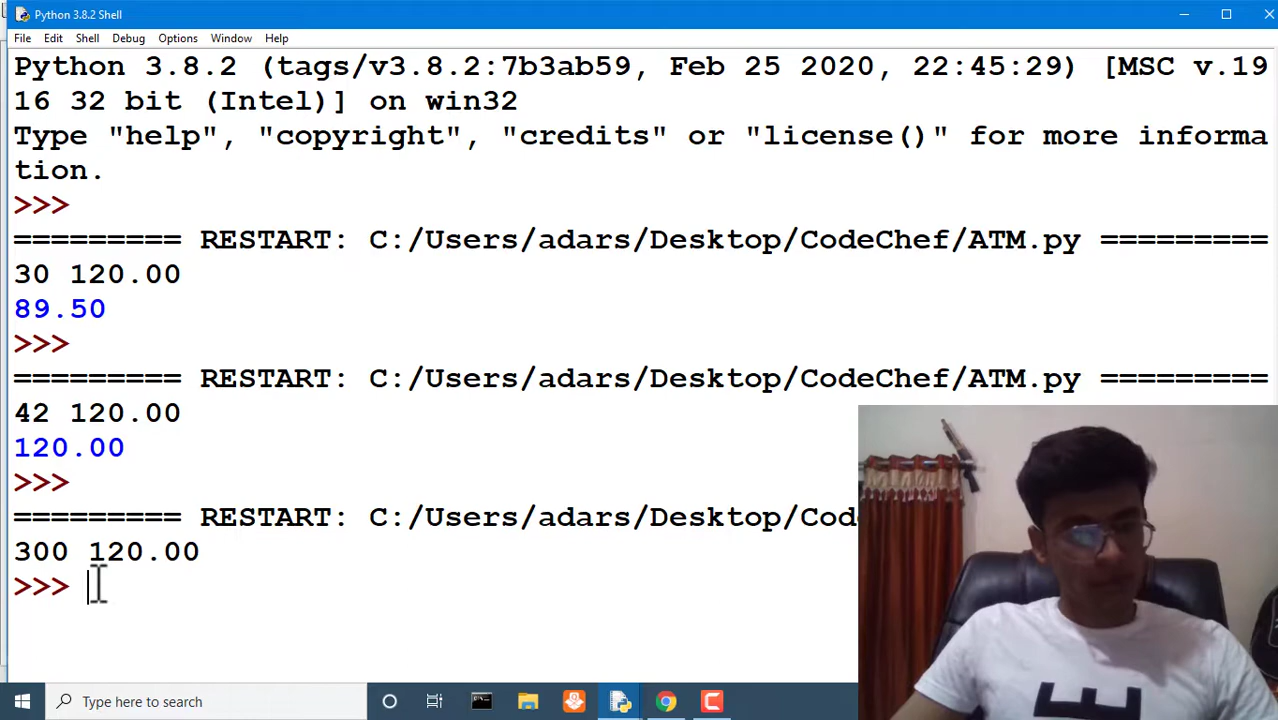 Python 3.8.2 Shell
File Edit Shell Debug Options Window Help
Python 3.8.2 (tags/v3.8.2:7b3ab59, Feb 25 2020, 22:45:29) [MSC v.19
16 32 bit (Intel)] on win32
Type "help", "copyright", "credits" or "license()" for more informa
tion.
>>>
========= RESTART: C:/Users/adars/Desktop/CodeChef/ATM.py =========
30 120.00
89.50
>>>
========= RESTART: C:/Users/adars/Desktop/CodeChef/ATM.py =========
42 120.00
120.00
>>>
========= RESTART: C:/Users/adars/Desktop/Cod
300 120.00
>>>
Type here to search